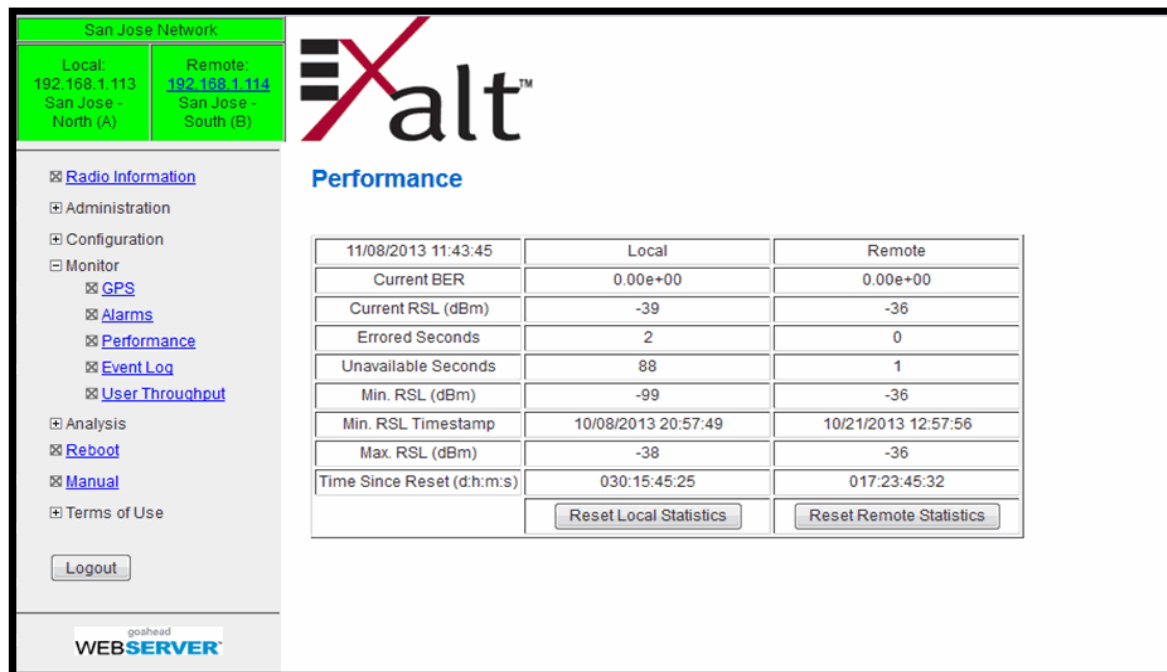 San Jose Network
Local:
192.168.1.113
San Jose -
North (A)
Remote:
192.168.1.114
San Jose -
South (B)
EXalt™
Radio Information
Administration
Configuration
Monitor
GPS
Alarms
Performance
Event Log
User Throughput
Analysis
Reboot
Manual
Terms of Use
Logout
goahead
WEBSERVER™
Performance
11/08/2013 11:43:45 Local Remote
Current BER 0.00e+00 0.00e+00
Current RSL (dBm) -39 -36
Errored Seconds 2 0
Unavailable Seconds 88 1
Min. RSL (dBm) -99 -36
Min. RSL Timestamp 10/08/2013 20:57:49 10/21/2013 12:57:56
Max. RSL (dBm) -38 -36
Time Since Reset (d:h:m:s) 030:15:45:25 017:23:45:32
Reset Local Statistics Reset Remote Statistics